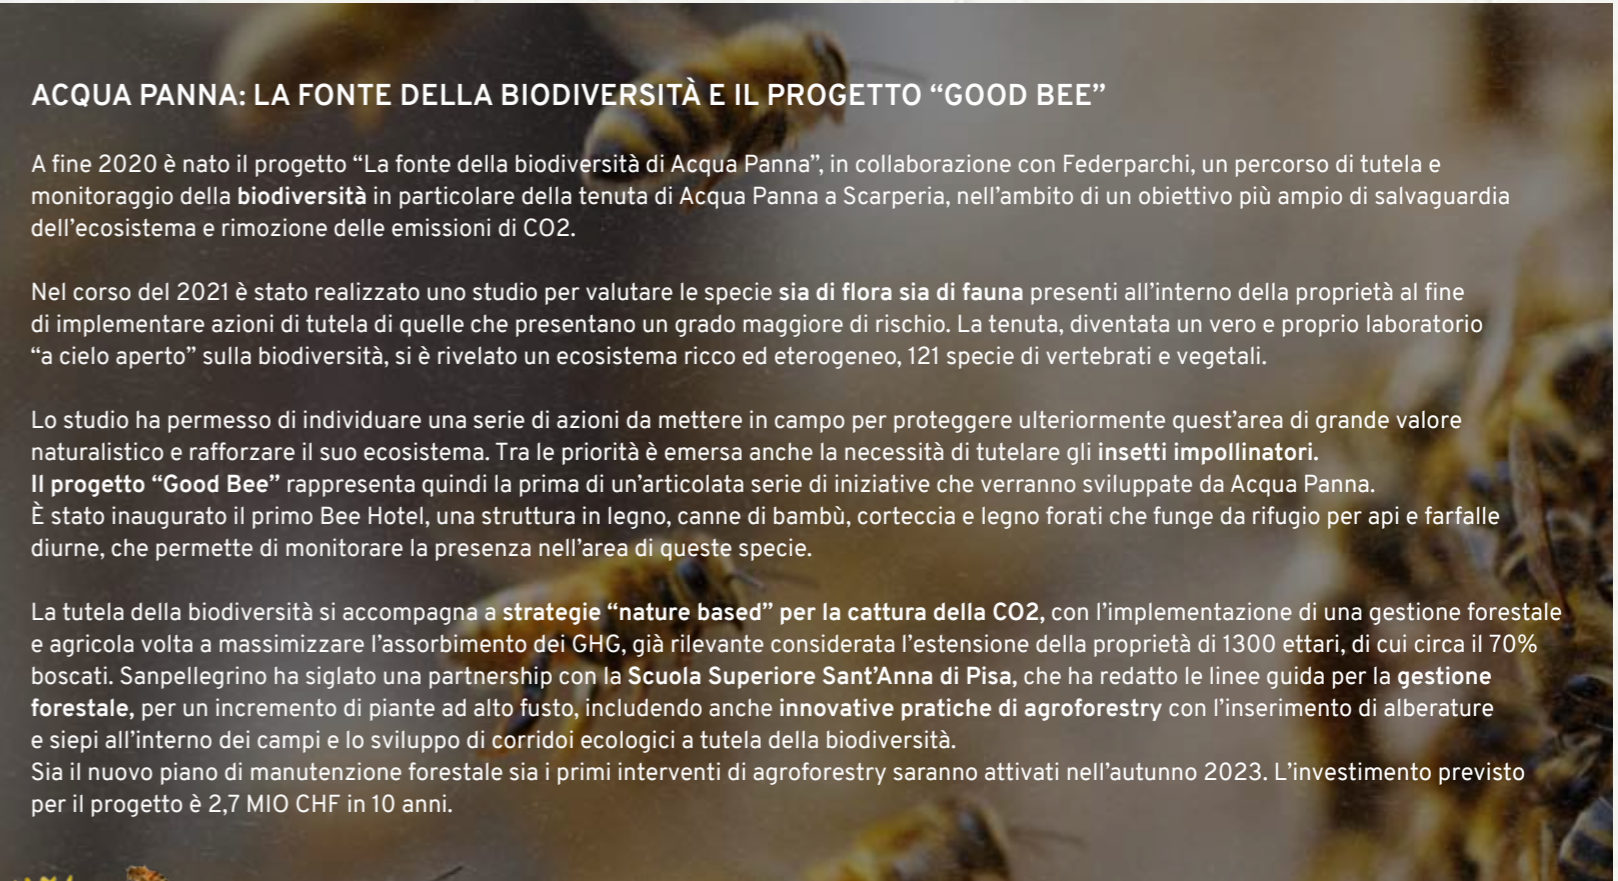 ACQUA PANNA: LA FONTE DELLA BIODIVERSITÀ E IL PROGETTO “GOOD BEE”
A fine 2020 è nato il progetto “La fonte della biodiversità di Acqua Panna”, in collaborazione con Federparchi, un percorso di tutela e
monitoraggio della biodiversità in particolare della tenuta di Acqua Panna a Scarperia, nell’ambito di un obiettivo più ampio di salvaguardia
dell’ecosistema e rimozione delle emissioni di CO2.
Nel corso del 2021 è stato realizzato uno studio per valutare le specie sia di flora sia di fauna presenti all’interno della proprietà al fine
di implementare azioni di tutela di quelle che presentano un grado maggiore di rischio. La tenuta, diventata un vero e proprio laboratorio
“a cielo aperto” sulla biodiversità, si è rivelato un ecosistema ricco ed eterogeneo, 121 specie di vertebrati e vegetali.
Lo studio ha permesso di individuare una serie di azioni da mettere in campo per proteggere ulteriormente quest’area di grande valore
naturalistico e rafforzare il suo ecosistema. Tra le priorità è emersa anche la necessità di tutelare gli insetti impollinatori.
Il progetto “Good Bee” rappresenta quindi la prima di un’articolata serie di iniziative che verranno sviluppate da Acqua Panna.
È stato inaugurato il primo Bee Hotel, una struttura in legno, canne di bambù, corteccia e legno forati che funge da rifugio per api e farfalle
diurne, che permette di monitorare la presenza nell’area di queste specie.
La tutela della biodiversità si accompagna a strategie “nature based” per la cattura della CO2, con l’implementazione di una gestione forestale
e agricola volta a massimizzare l’assorbimento dei GHG, già rilevante considerata l’estensione della proprietà di 1300 ettari, di cui circa il 70%
boscati. Sanpellegrino ha siglato una partnership con la Scuola Superiore Sant’Anna di Pisa, che ha redatto le linee guida per la gestione
forestale, per un incremento di piante ad alto fusto, includendo anche innovative pratiche di agroforestry con l’inserimento di alberature
e siepi all’interno dei campi e lo sviluppo di corridoi ecologici a tutela della biodiversità.
Sia il nuovo piano di manutenzione forestale sia i primi interventi di agroforestry saranno attivati nell’autunno 2023. L’investimento previsto
per il progetto è 2,7 MIO CHF in 10 anni.